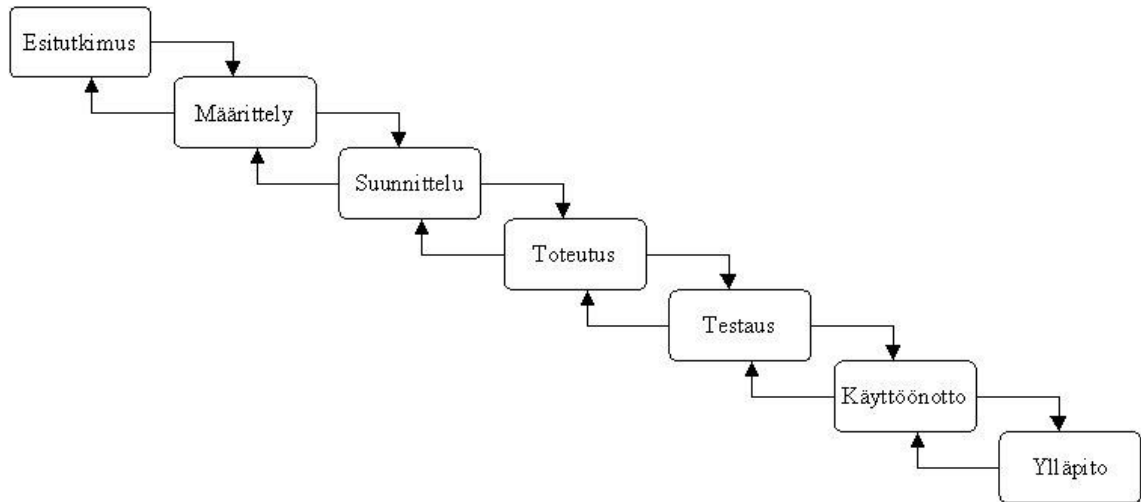 Esitutkimus
Määrittely
Suunnittelu
Toteutus
Testaus
Käyttöönotto
Ylläpito